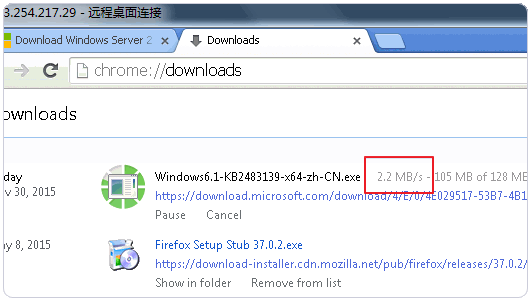 3.254.217.29 - 远程桌面连接
Download Windows Server 2
Downloads
chrome://downloads
ownloads
day
v 30, 2015
Windows6.1-KB2483139-x64-zh-CN.exe 2.2 MB/s - 105 MB of 128 MB
https://download.microsoft.com/download/4/E/0/4E029517-53B7-4B1
Pause Cancel
ay 8, 2015
Firefox Setup Stub 37.0.2.exe
https://download-installer.cdn.mozilla.net/pub/firefox/releases/37.0.2/
Show in folder Remove from list